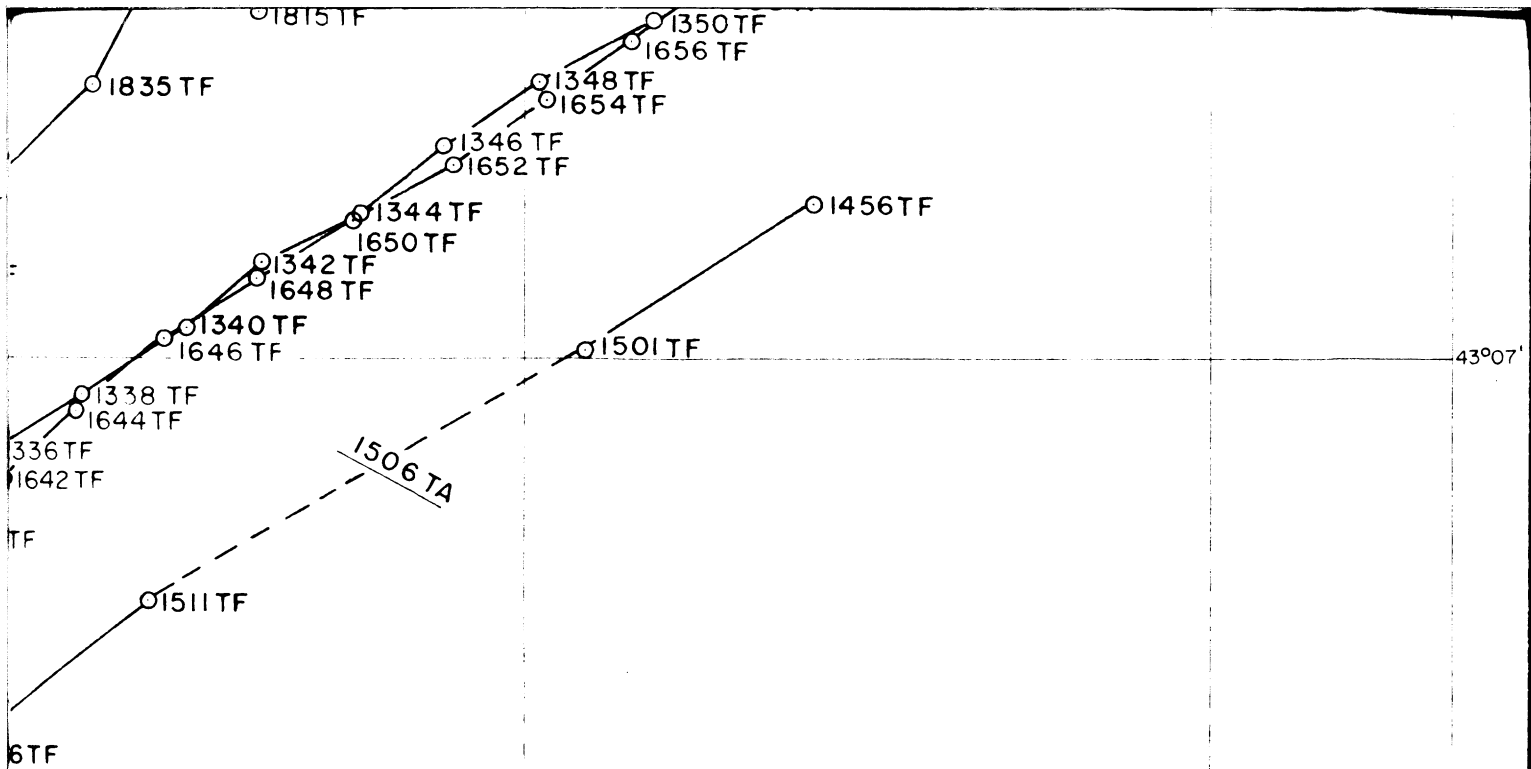 1815 TF
1350 TF
1656 TF
1835 TF
1348 TF
1654 TF
1346 TF
1652 TF
1456 TF
1344 TF
1650 TF
1342 TF
1648 TF
1340 TF
1646 TF
1501 TF
43°07'
1338 TF
1644 TF
336 TF
1506 TA
1642 TF
TF
1511 TF
6TF